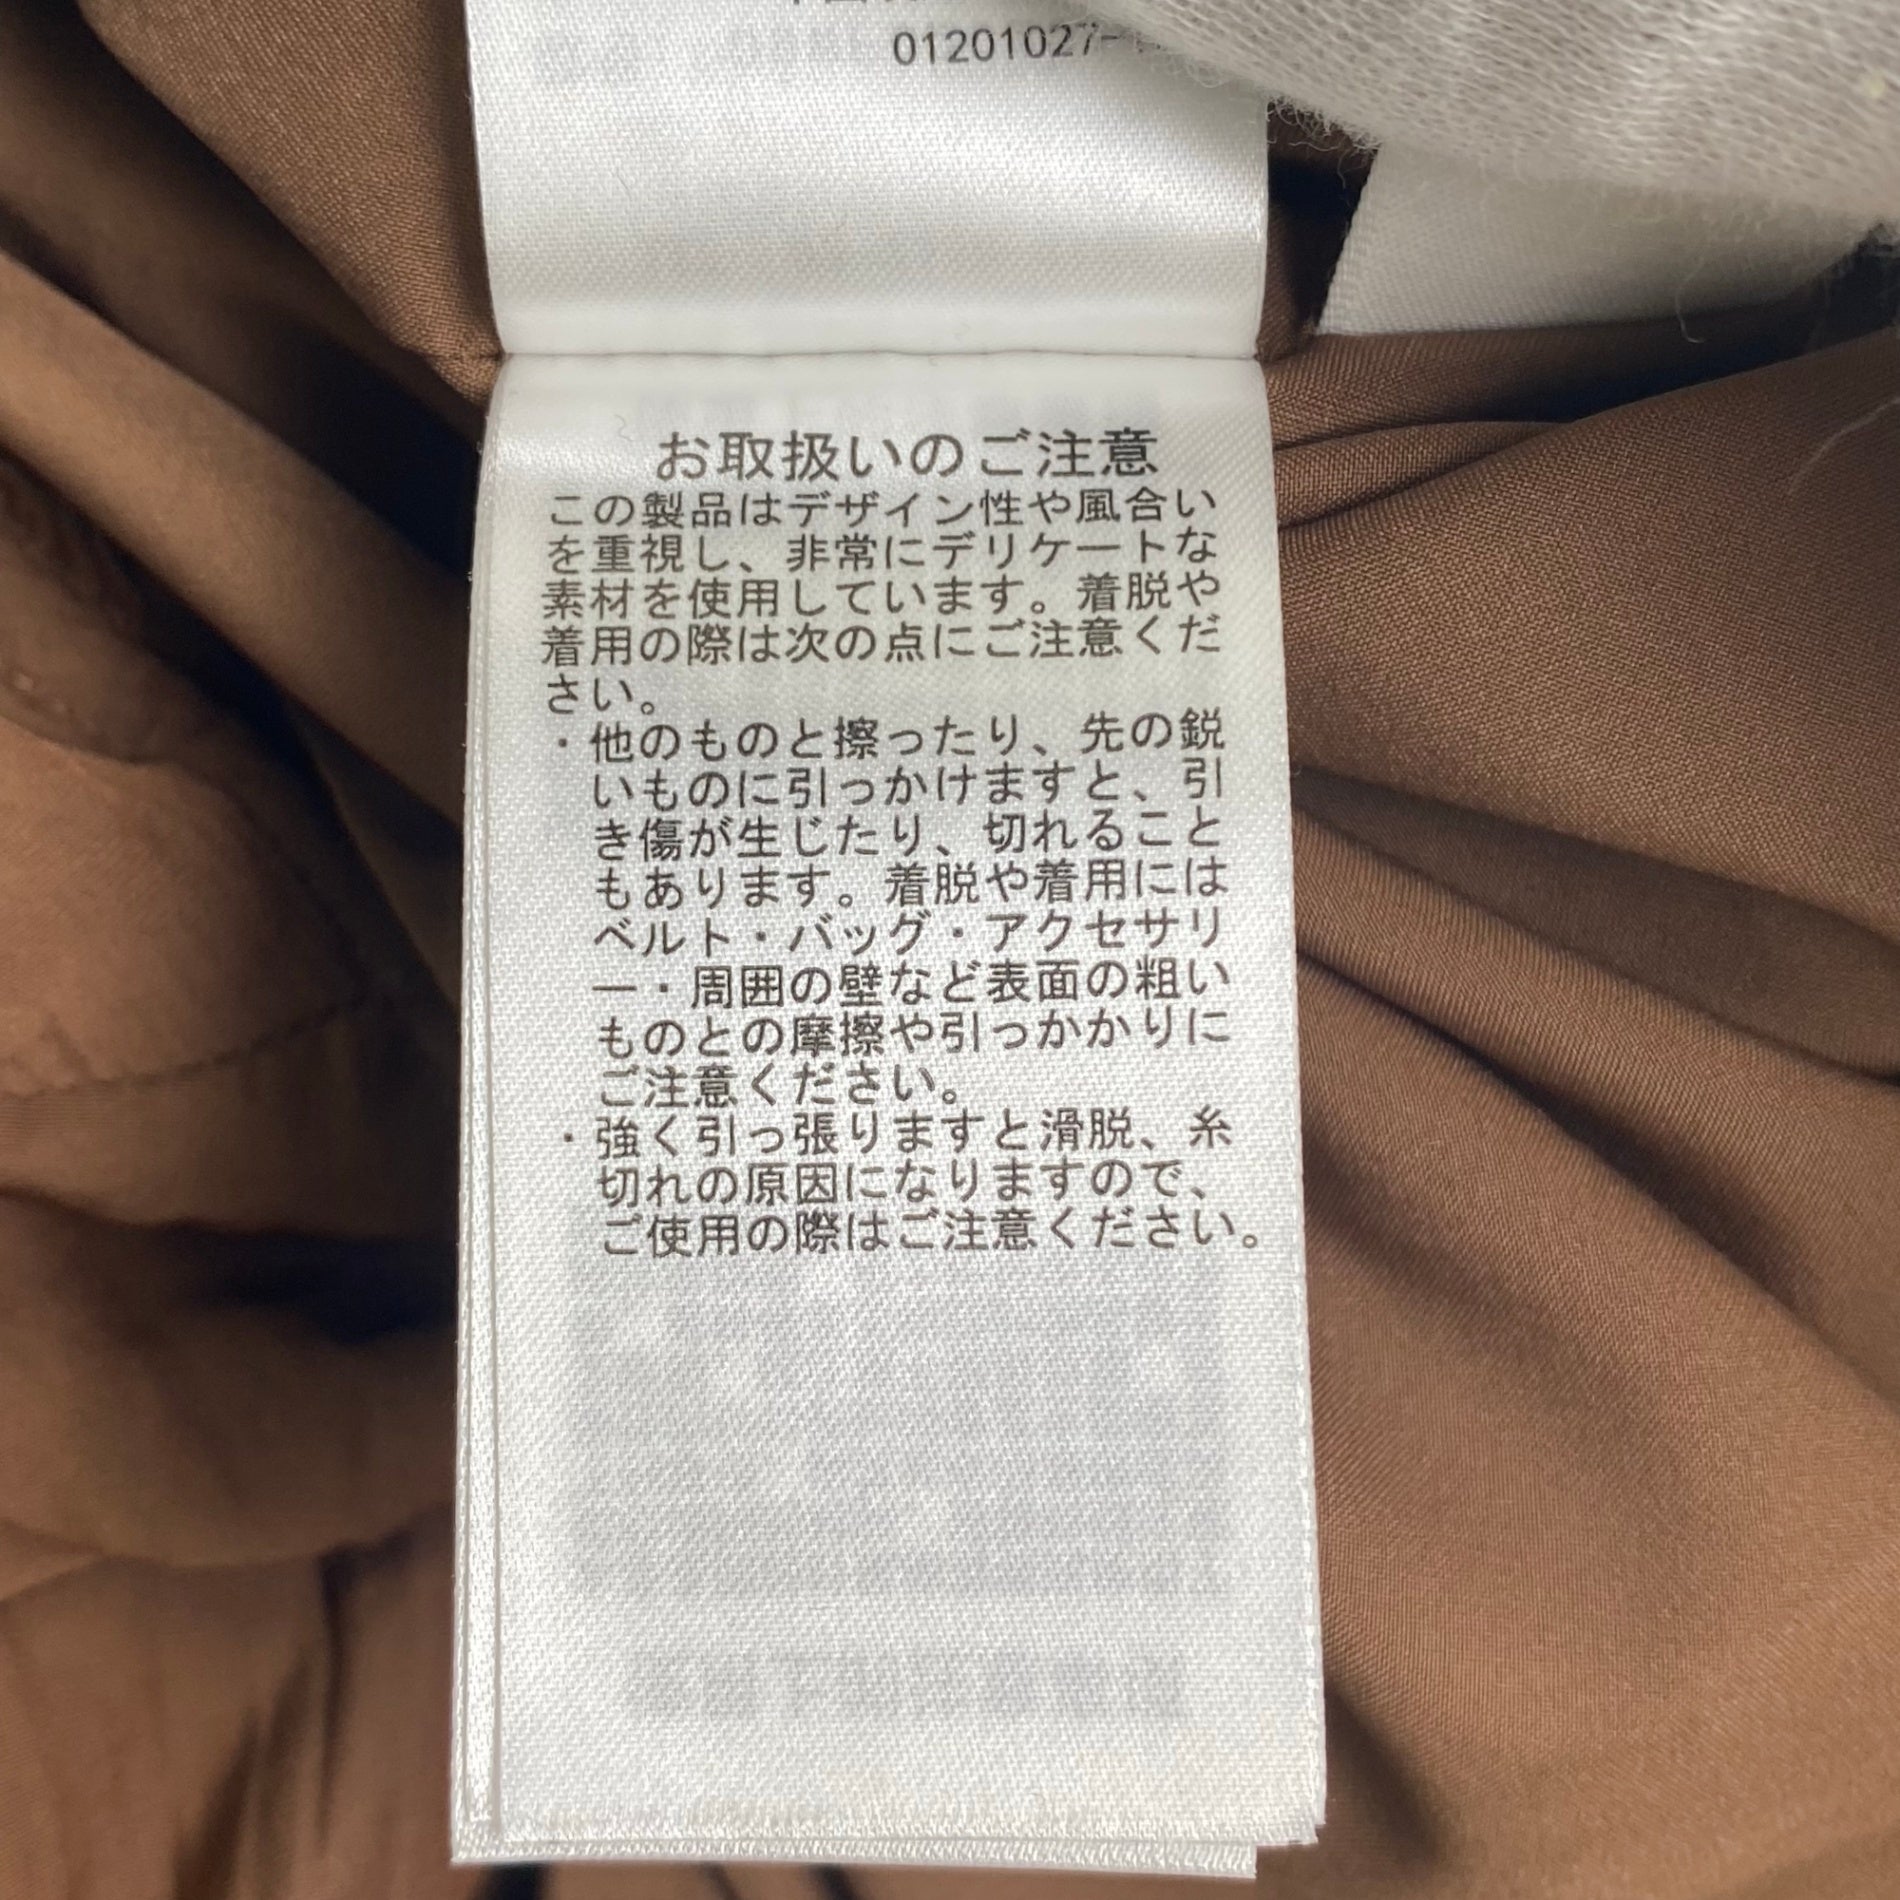 01201027-
お取扱いのご注意
この製品はデザイン性や風合い
を重視し、非常にデリケートな
素材を使用しています。着脱や
着用の際は次の点にご注意くだ
さい。
・他のものと擦ったり、先の鋭
いものに引っかけますと、引
き傷が生じたり、切れること
もあります。着脱や着用には
ベルト・バッグ・アクセサリ
ー・周囲の壁など表面の粗い
ものとの摩擦や引っかかりに
ご注意ください。
・強く引っ張りますと滑脱、糸
切れの原因になりますので、
ご使用の際はご注意ください。